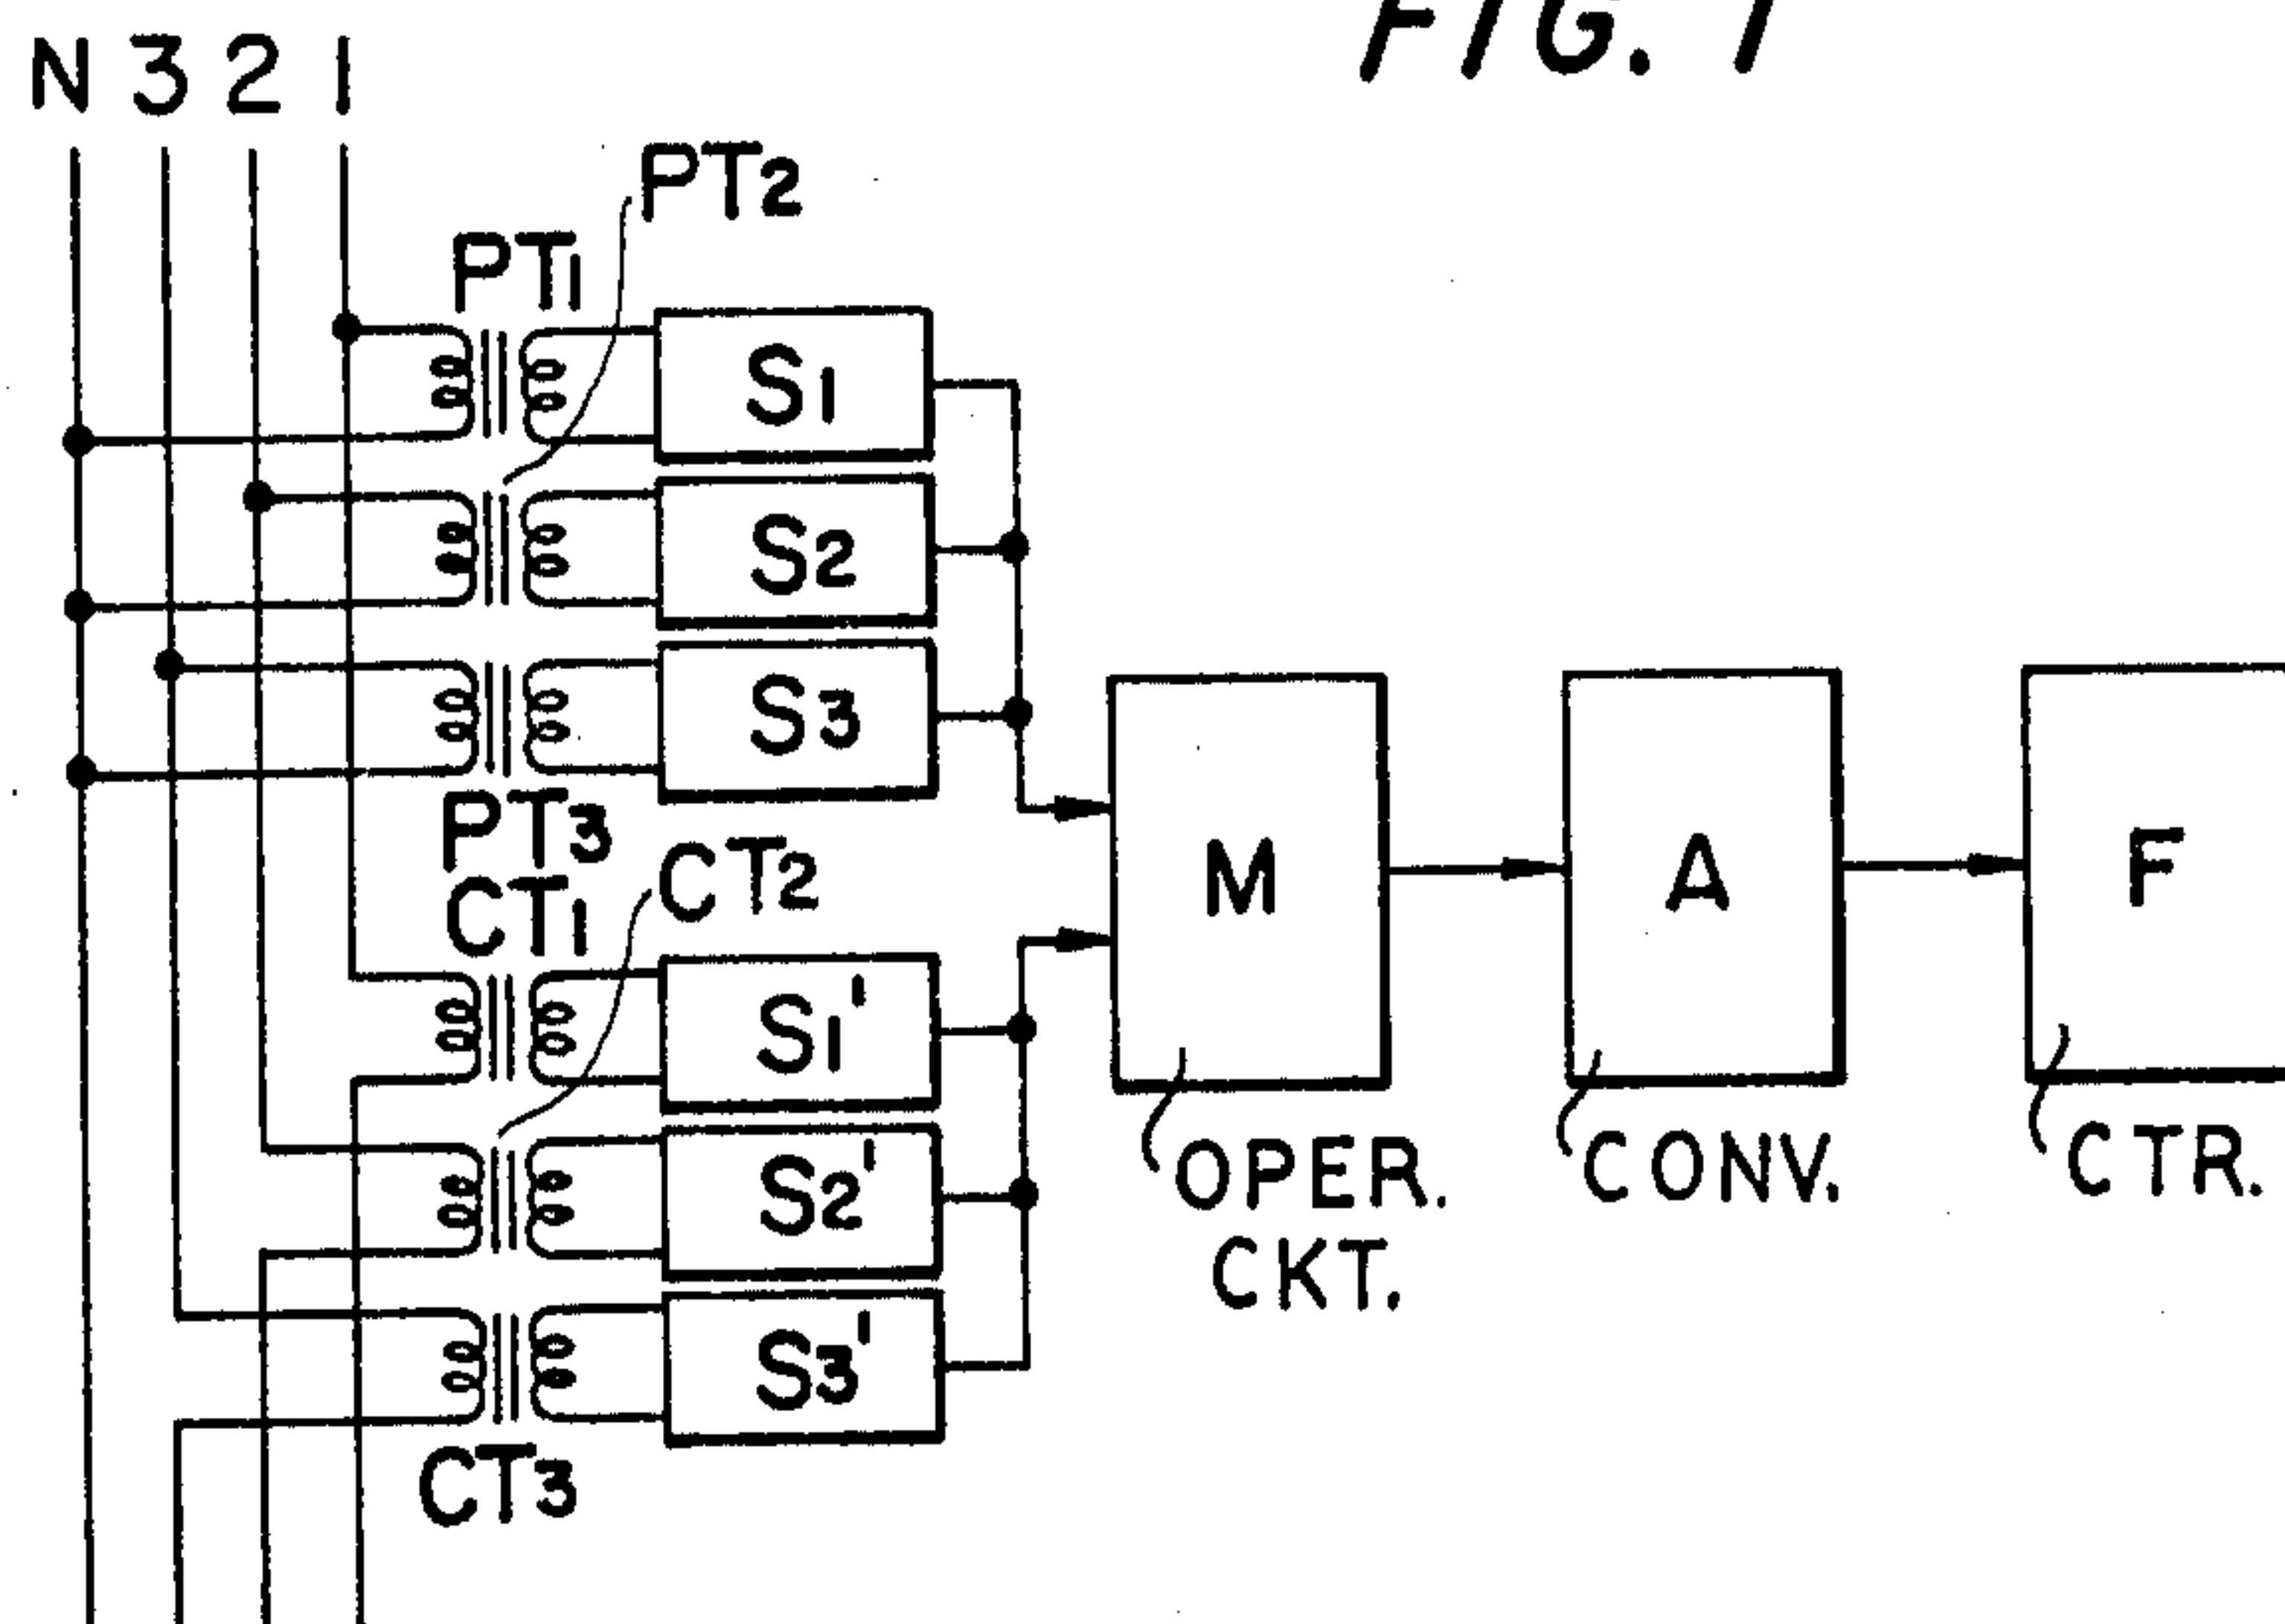 FIG. 1
N 3 2 1
PT2
PT1
S1
S2
S3
PT3
CT2
CT1
M
A
F
S1'
S2'
S3'
CT3
OPER.
CKT.
CONV.
CTR.